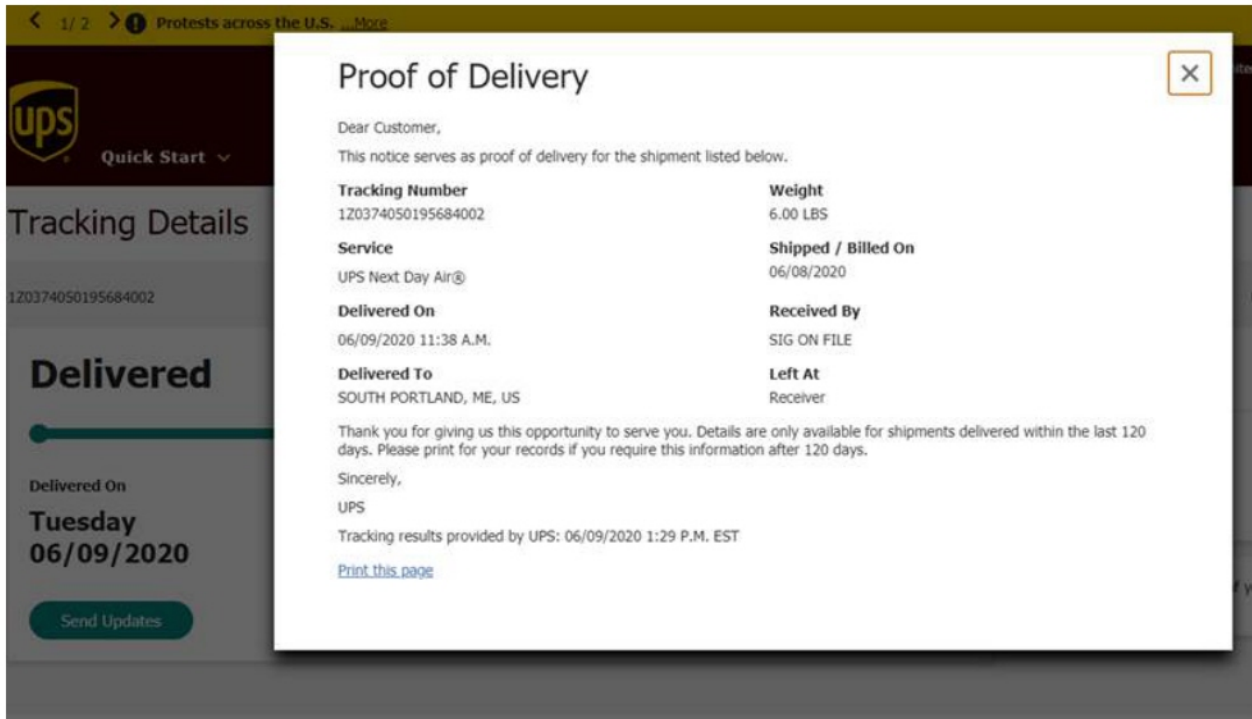 1/ 2 Protests across the U.S. ...More
ups
Quick Start
Tracking Details
1Z0374050195684002
Delivered
Delivered On
Tuesday
06/09/2020
Send Updates
Proof of Delivery
Dear Customer,
This notice serves as proof of delivery for the shipment listed below.
Tracking Number
1Z0374050195684002
Weight
6.00 LBS
Service
UPS Next Day Air®
Shipped / Billed On
06/08/2020
Delivered On
06/09/2020 11:38 A.M.
Received By
SIG ON FILE
Delivered To
SOUTH PORTLAND, ME, US
Left At
Receiver
Thank you for giving us this opportunity to serve you. Details are only available for shipments delivered within the last 120
days. Please print for your records if you require this information after 120 days.
Sincerely,
UPS
Tracking results provided by UPS: 06/09/2020 1:29 P.M. EST
Print this page